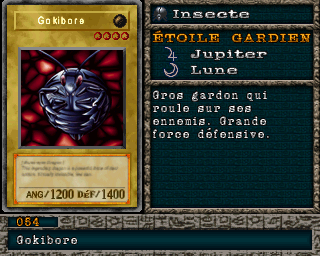 Gokibore
ANG/1200 DéF/1400
Insecte
ÉTOILE GARDIEN
Jupiter
Lune
Gros gardon qui
roule sur ses
ennemis. Grande
force défensive.
054
Gokibore